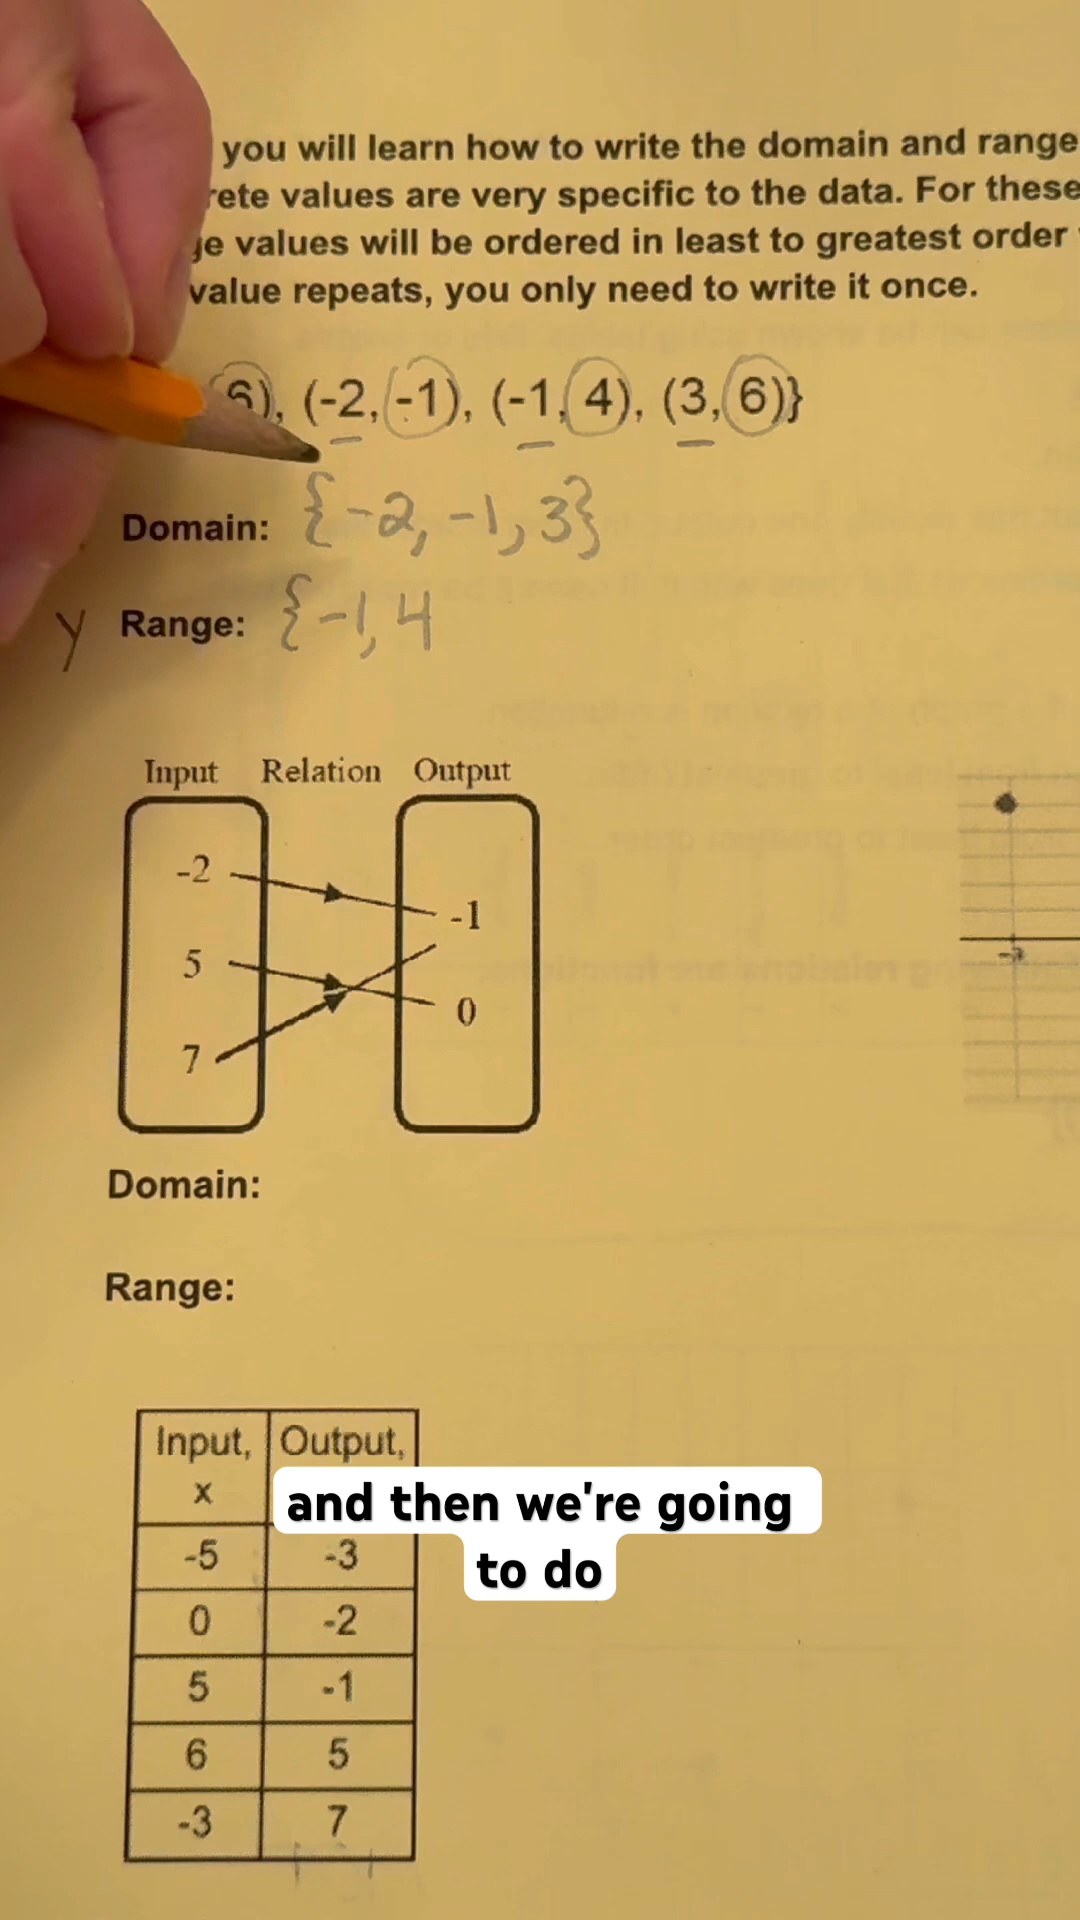 you will learn how to write the domain and range
values are very specific to the data. For these
values will be ordered in least to greatest order
value repeats, you only need to write it once.
6), (-2, -1), (-1, 4), (3, 6)}
Domain: {-2, -1, 3}
y Range: {-1, 4
Input Relation Output
-2
-1
5
0
7
Domain:
Range:
Input, Output,
x
and then we're going
to do
-5 -3
0 -2
5 -1
6 5
-3 7